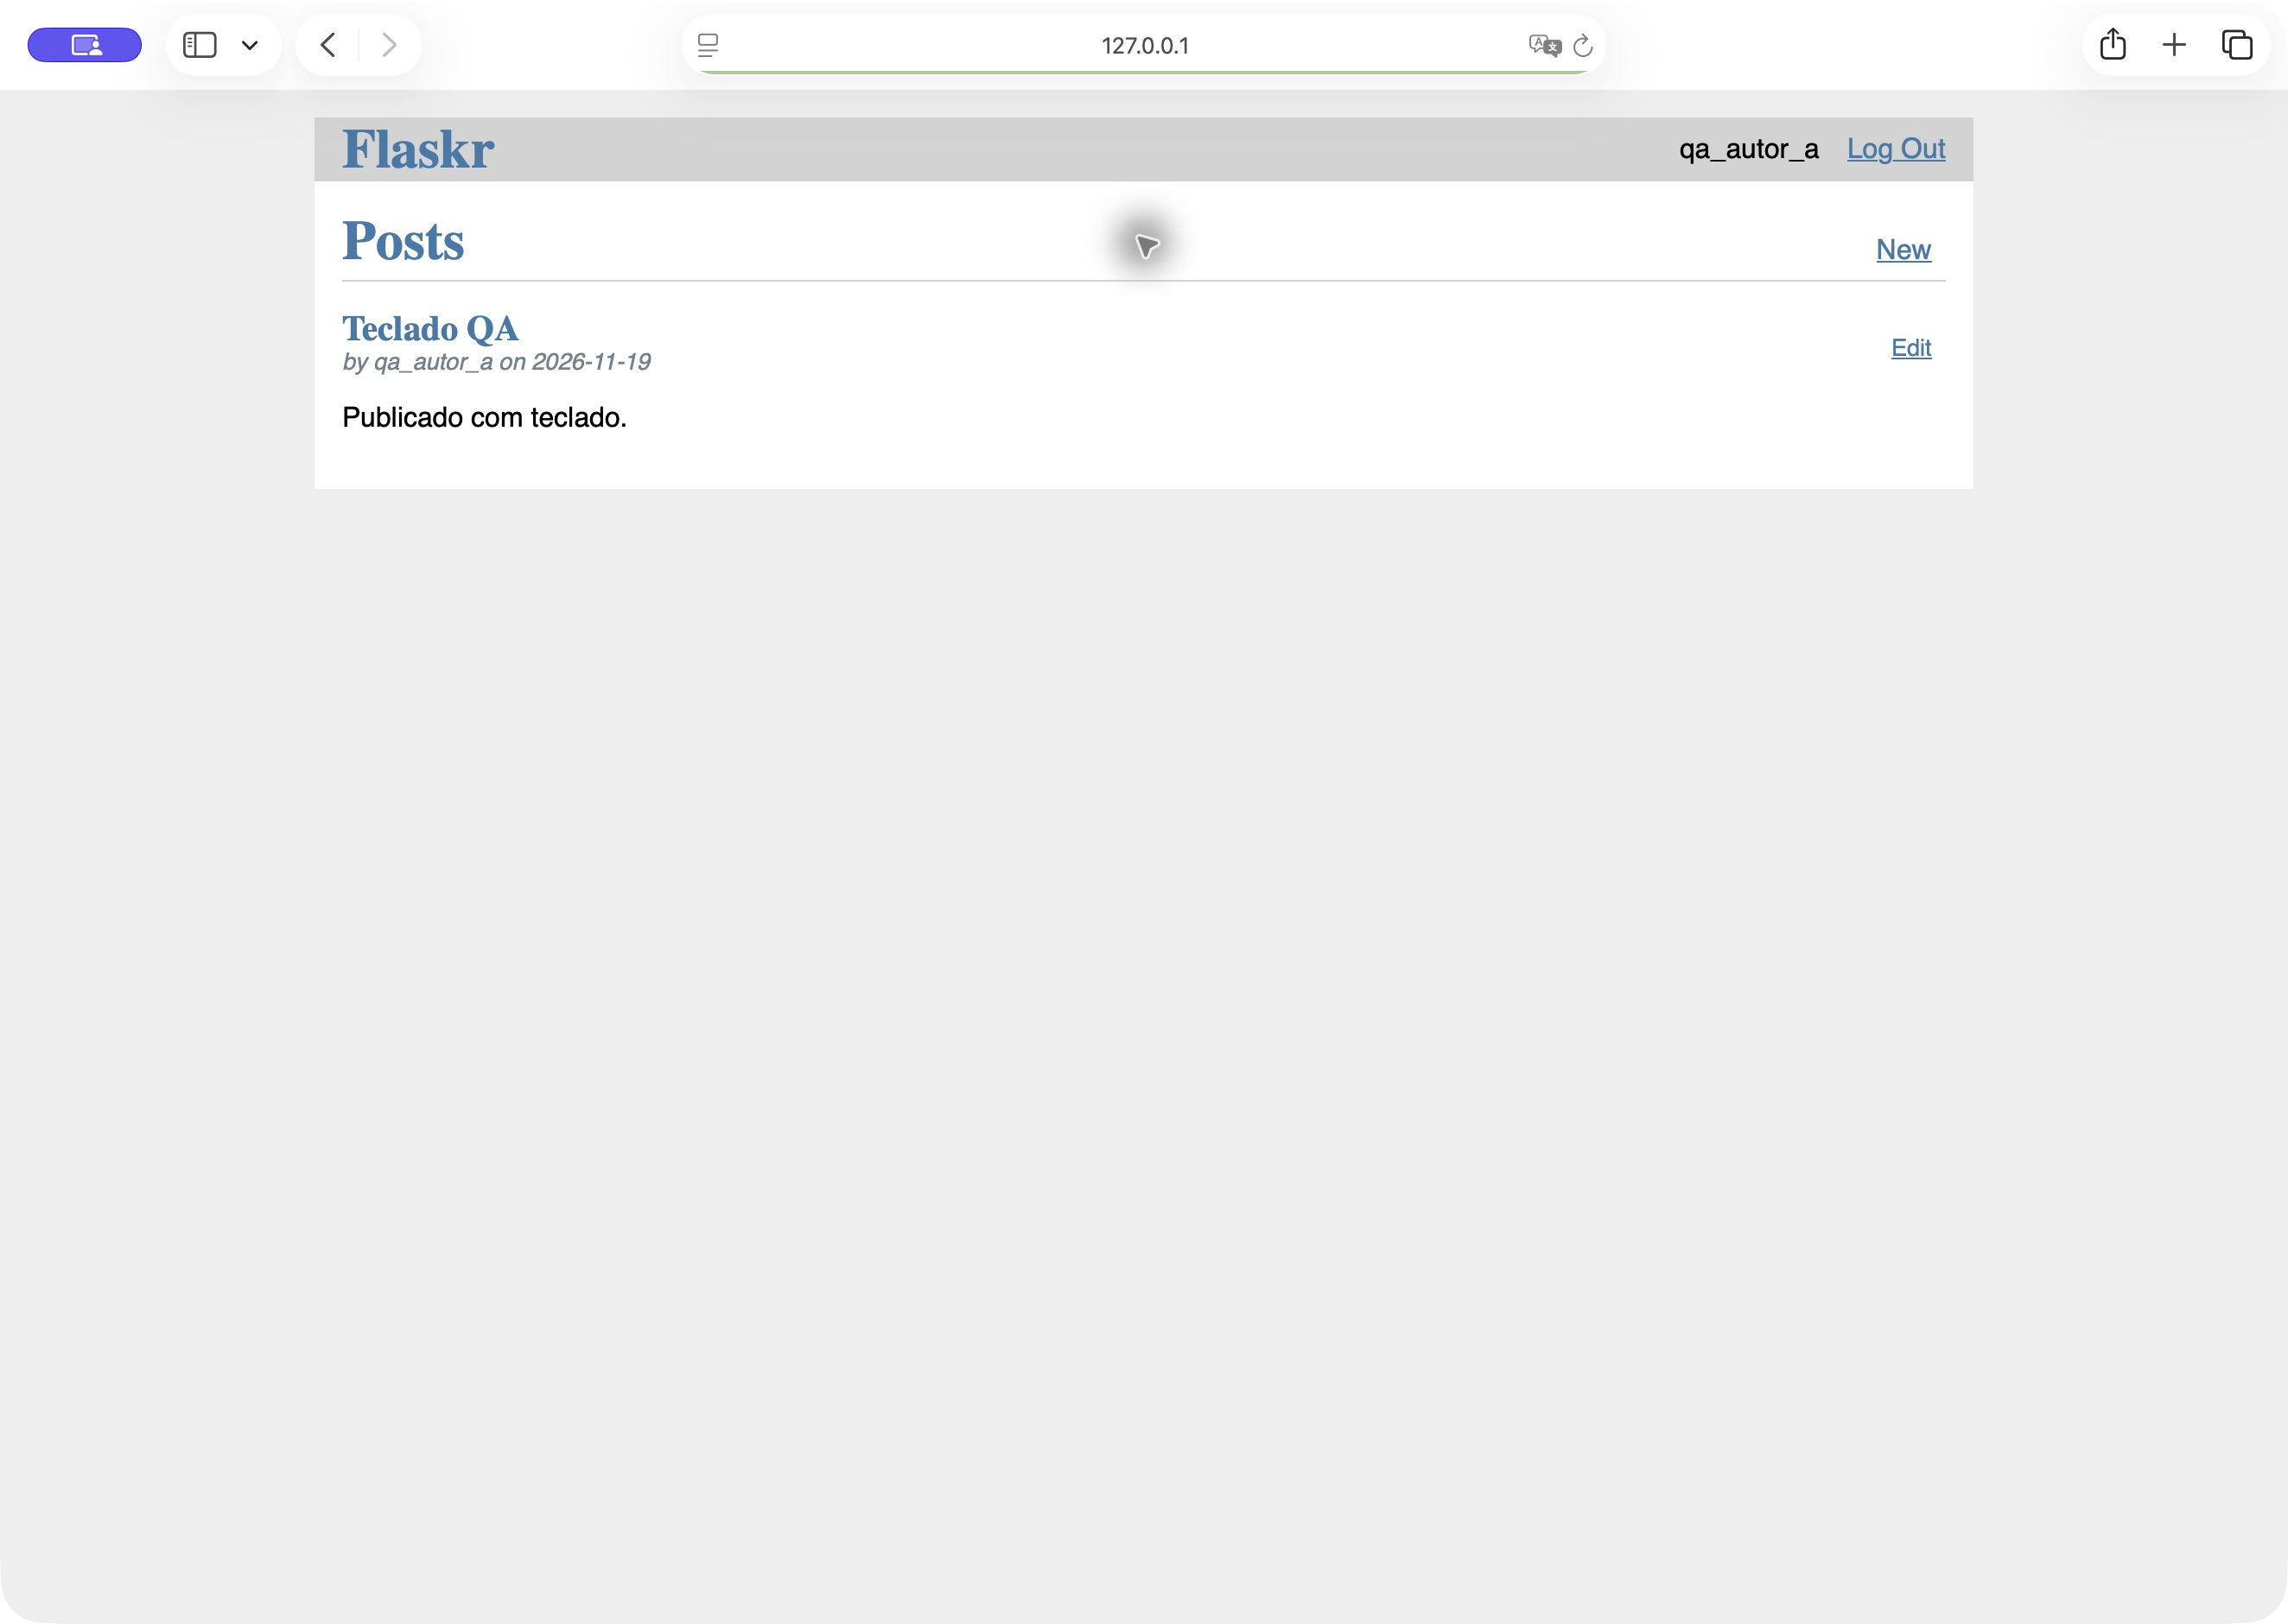 127.0.0.1
Flaskr
qa_autor_a Log Out
Posts
New
Teclado QA
by qa_autor_a on 2026-11-19
Edit
Publicado com teclado.